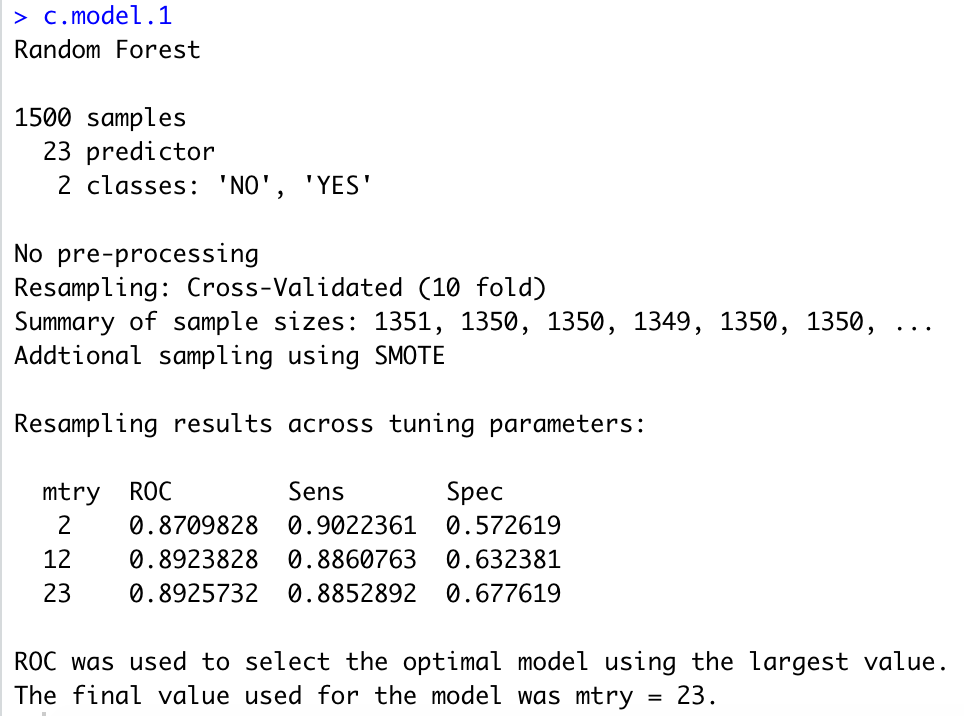 > c.model.1
Random Forest
1500 samples
23 predictor
2 classes: 'NO', 'YES'
No pre-processing
Resampling: Cross-Validated (10 fold)
Summary of sample sizes: 1351, 1350, 1350, 1349, 1350, 1350, ...
Addtional sampling using SMOTE
Resampling results across tuning parameters:
mtry ROC Sens Spec
2 0.8709828 0.9022361 0.572619
12 0.8923828 0.8860763 0.632381
23 0.8925732 0.8852892 0.677619
ROC was used to select the optimal model using the largest value.
The final value used for the model was mtry = 23.